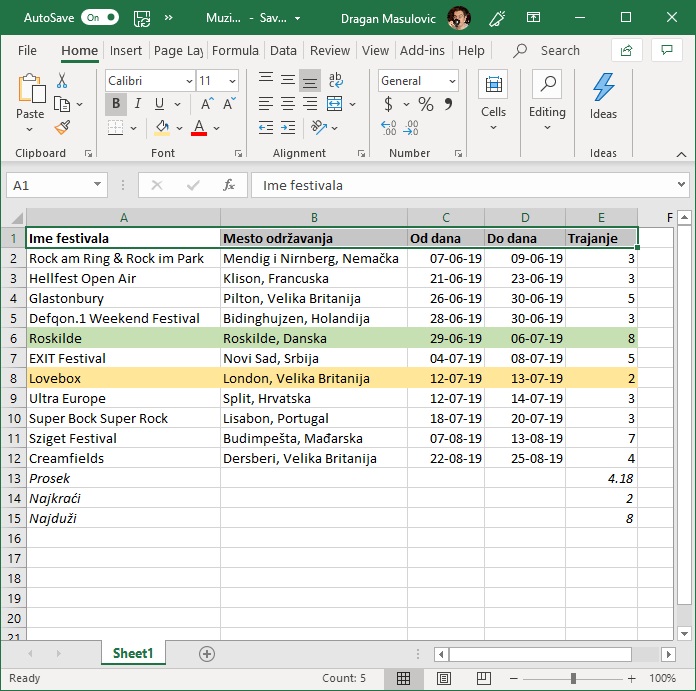 AutoSave On » Muzi... - Sav... Dragan Masulovic
File Home Insert Page Lay Formula Data Review View Add-ins Help Search
Calibri 11 ab c General
Paste B I U A A $ % 9 Cells Editing Ideas
.00 .00
Clipboard Font Alignment Number Ideas
A1 fx Ime festivala
A B C D E F
1 Ime festivala Mesto održavanja Od dana Do dana Trajanje
2 Rock am Ring & Rock im Park Mendig i Nirnberg, Nemačka 07-06-19 09-06-19 3
3 Hellfest Open Air Klison, Francuska 21-06-19 23-06-19 3
4 Glastonbury Pilton, Velika Britanija 26-06-19 30-06-19 5
5 Defqon.1 Weekend Festival Bidinghujzen, Holandija 28-06-19 30-06-19 3
6 Roskilde Roskilde, Danska 29-06-19 06-07-19 8
7 EXIT Festival Novi Sad, Srbija 04-07-19 08-07-19 5
8 Lovebox London, Velika Britanija 12-07-19 13-07-19 2
9 Ultra Europe Split, Hrvatska 12-07-19 14-07-19 3
10 Super Bock Super Rock Lisabon, Portugal 18-07-19 20-07-19 3
11 Sziget Festival Budimpešta, Mađarska 07-08-19 13-08-19 7
12 Creamfields Dersberi, Velika Britanija 22-08-19 25-08-19 4
13 Prosek 4.18
14 Najkraći 2
15 Najduži 8
16
17
18
19
20
21
Sheet1
Ready Count: 5 100%